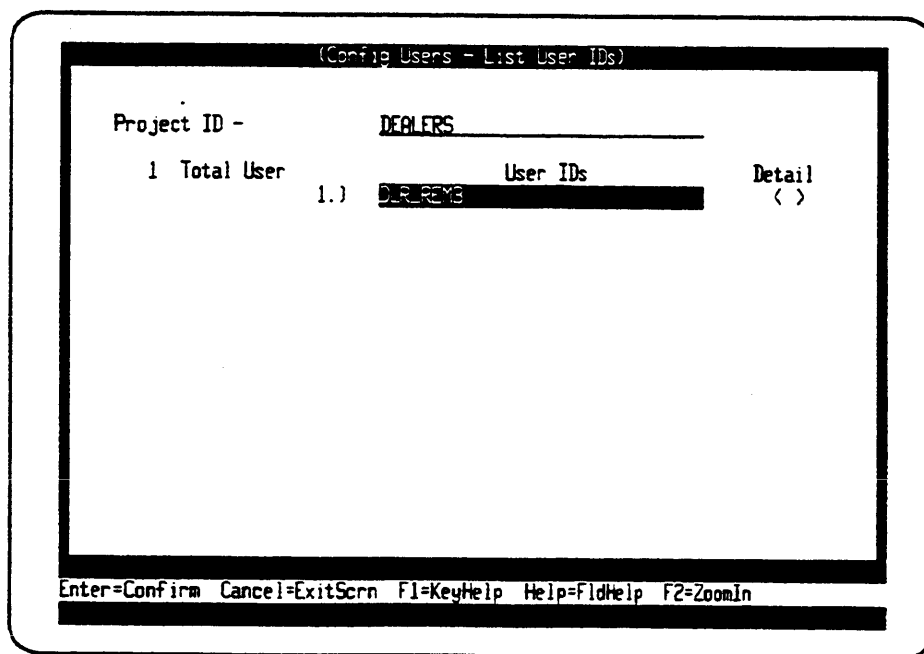 (Config Users - List User IDs)
Project ID - DEALERS
1 Total User User IDs Detail
1.) DLR_REM3 < >
Enter=Confirm Cancel=ExitScrn F1=KeyHelp Help=FldHelp F2=ZoomIn